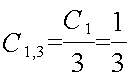 C₁,₃ = C₁/3 = 1/3